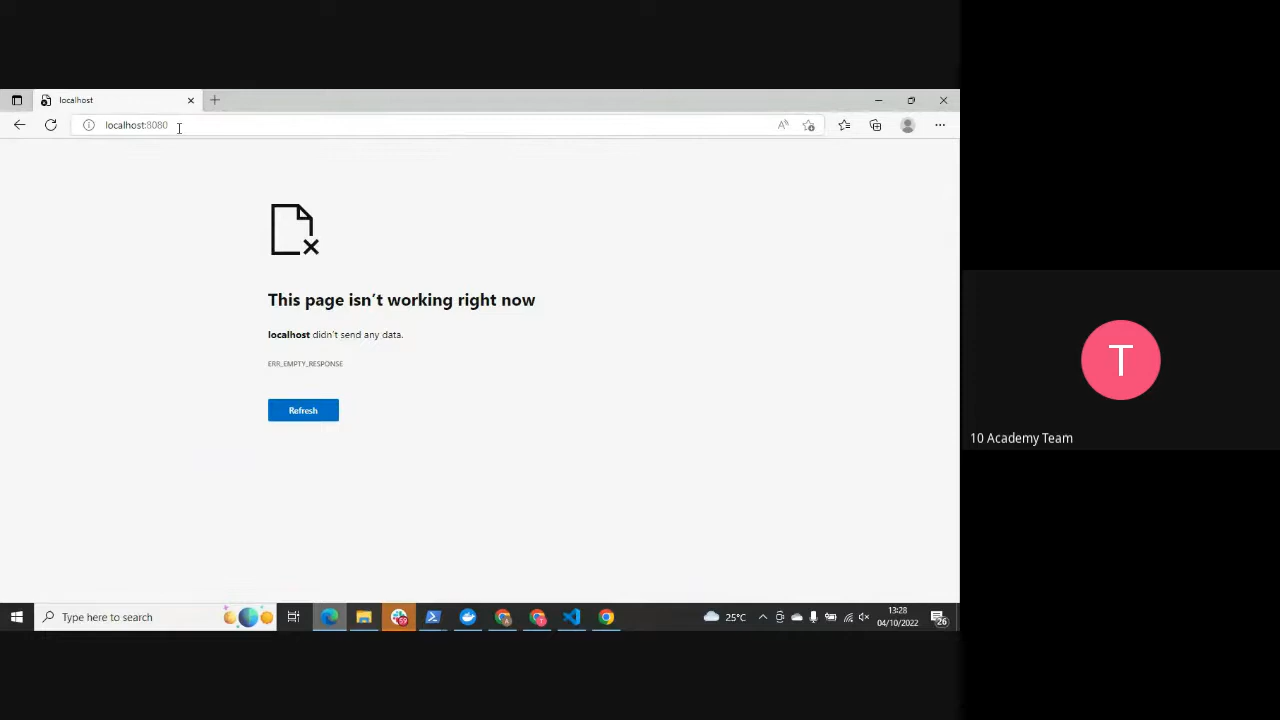 localhost
localhost:8080
This page isn't working right now
localhost didn't send any data.
ERR_EMPTY_RESPONSE
Refresh
T
10 Academy Team
Type here to search
25°C
13:28
04/10/2022
26